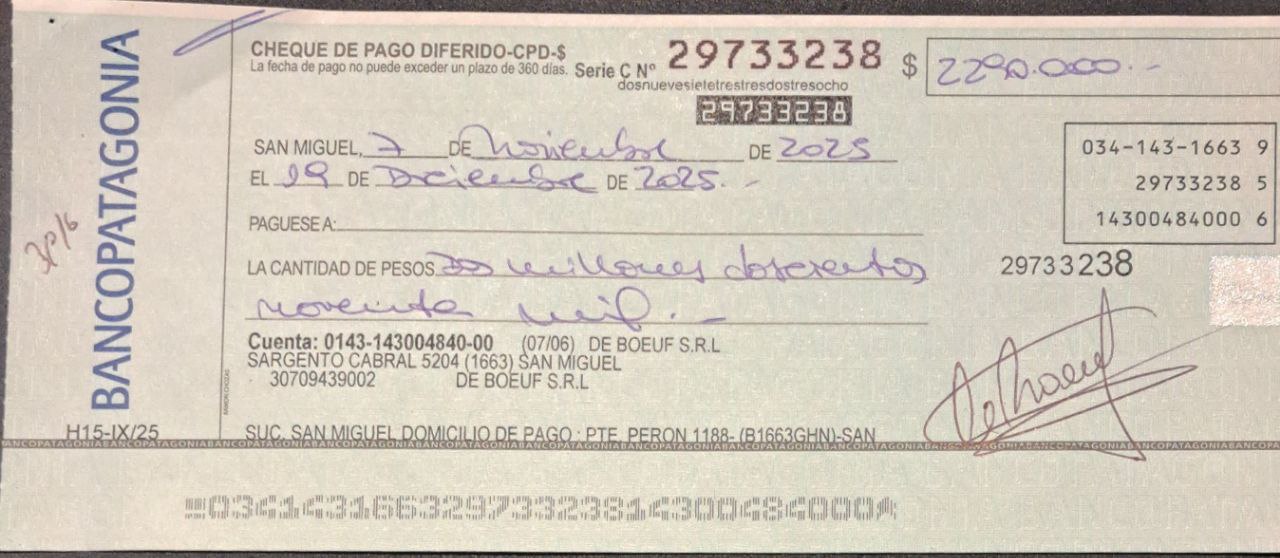 BANCOPATAGONIA
H15-IX/25
CHEQUE DE PAGO DIFERIDO-CPD-$
La fecha de pago no puede exceder un plazo de 360 días. Serie C Nº 29733238 $ 2290.000.-
dosnuevesietetrestresdostresocho
29733238
SAN MIGUEL, 7 DE Noviembre DE 2025
EL 19 DE Diciembre DE 2025.-
PAGUESE A:
LA CANTIDAD DE PESOS Dos millones doscientos
noventa mil.-
034-143-1663 9
29733238 5
14300484000 6
29733238
Cuenta: 0143-143004840-00 (07/06) DE BOEUF S.R.L
SARGENTO CABRAL 5204 (1663) SAN MIGUEL
30709439002 DE BOEUF S.R.L
SUC. SAN MIGUEL DOMICILIO DE PAGO : PTE. PERON 1188- (B1663GHN)-SAN
03414316632973323814300484000